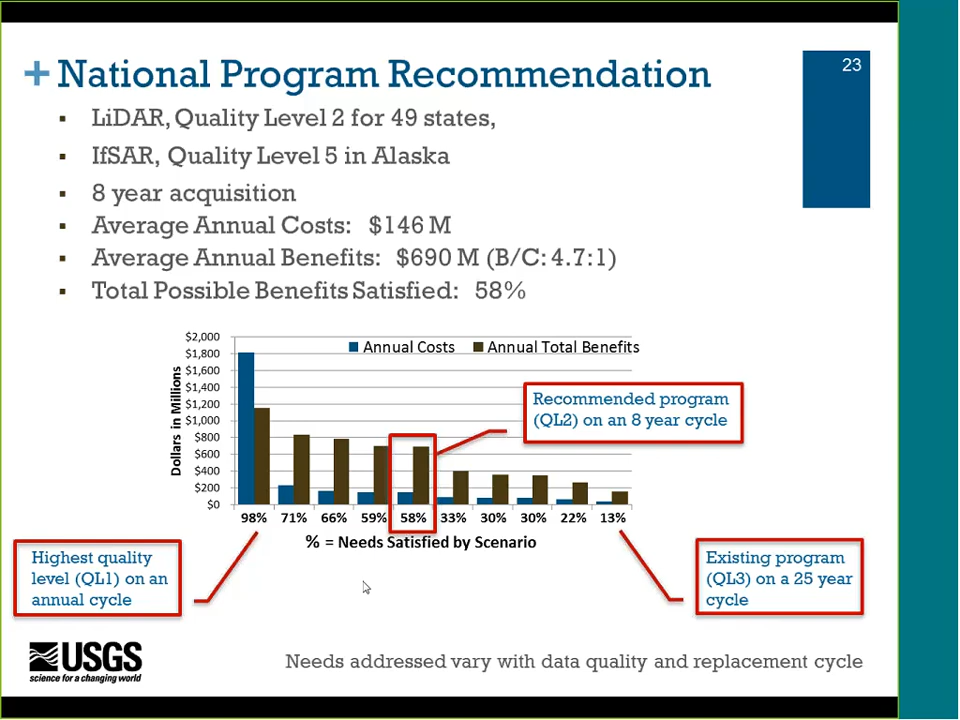 23
+ National Program Recommendation
▪ LiDAR, Quality Level 2 for 49 states,
▪ IfSAR, Quality Level 5 in Alaska
▪ 8 year acquisition
▪ Average Annual Costs: $146 M
▪ Average Annual Benefits: $690 M (B/C: 4.7:1)
▪ Total Possible Benefits Satisfied: 58%
Annual Costs Annual Total Benefits
Dollars in Millions
$2,000
$1,800
$1,600
$1,400
$1,200
$1,000
$800
$600
$400
$200
$0
Recommended program
(QL2) on an 8 year cycle
98% 71% 66% 59% 58% 33% 30% 30% 22% 13%
% = Needs Satisfied by Scenario
Highest quality
level (QL1) on an
annual cycle
Existing program
(QL3) on a 25 year
cycle
USGS
science for a changing world
Needs addressed vary with data quality and replacement cycle